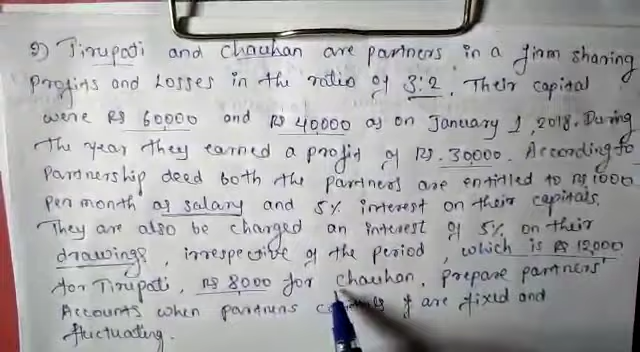 9) Tirupati and Chauhan are partners in a firm sharing
Profits and Losses in the ratio of 3:2. Their capital
were Rs 60,000 and Rs 40000 as on January 1, 2018. During
the year they earned a profit of Rs. 30,000. According to
Partnership deed both the partners are entitled to Rs 1000
per month as salary and 5% interest on their capitals.
They are also be charged an interest of 5% on their
drawings, irrespective of the period, which is Rs 12,000
for Tirupati, Rs 8000 for Chauhan, Prepare partners'
Accounts when partners are fixed and
fluctuating.